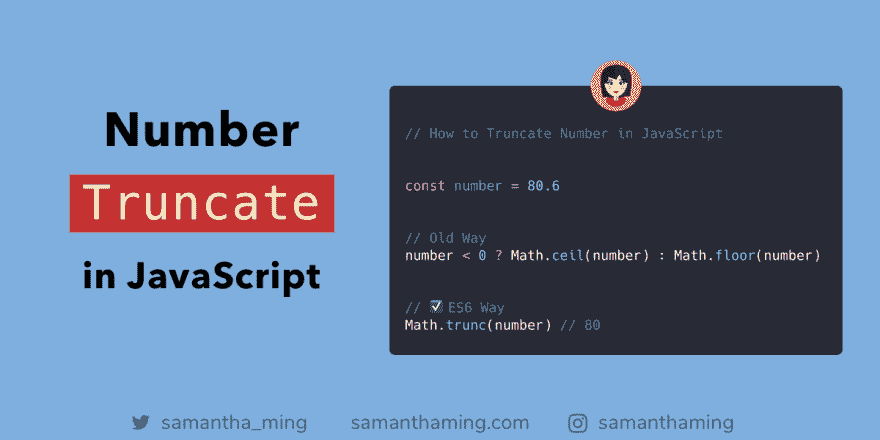 Number
Truncate
in JavaScript
// How to Truncate Number in JavaScript
const number = 80.6
// Old Way
number < 0 ? Math.ceil(number) : Math.floor(number)
// ☑ ES6 Way
Math.trunc(number) // 80
samantha_ming
samanthaming.com
samanthaming